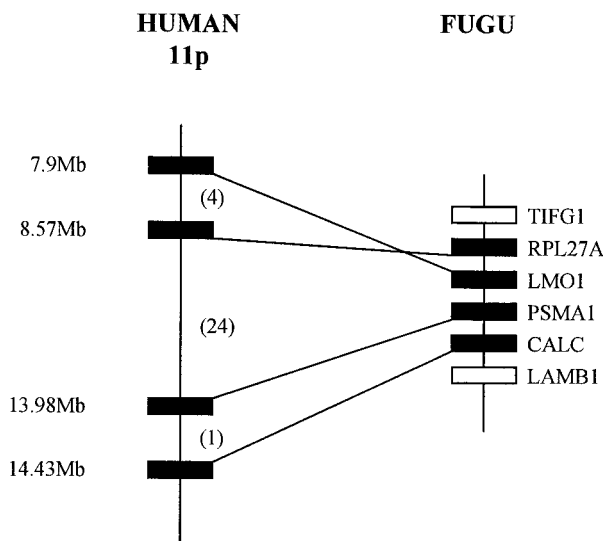 HUMAN
11p
FUGU
7.9Mb
(4)
8.57Mb
(24)
13.98Mb
(1)
14.43Mb
TIFG1
RPL27A
LMO1
PSMA1
CALC
LAMB1